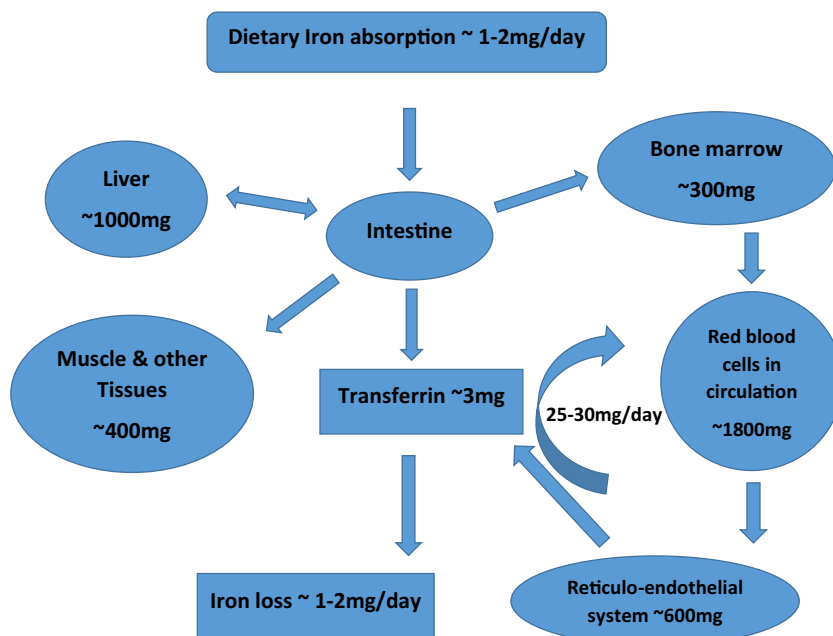 Dietary Iron absorption ~ 1-2mg/day
Bone marrow
~300mg
Liver
~1000mg
Intestine
Muscle & other
Tissues
~400mg
Transferrin ~3mg
25-30mg/day
Red blood
cells in
circulation
~1800mg
Iron loss ~ 1-2mg/day
Reticulo-endothelial
system ~600mg